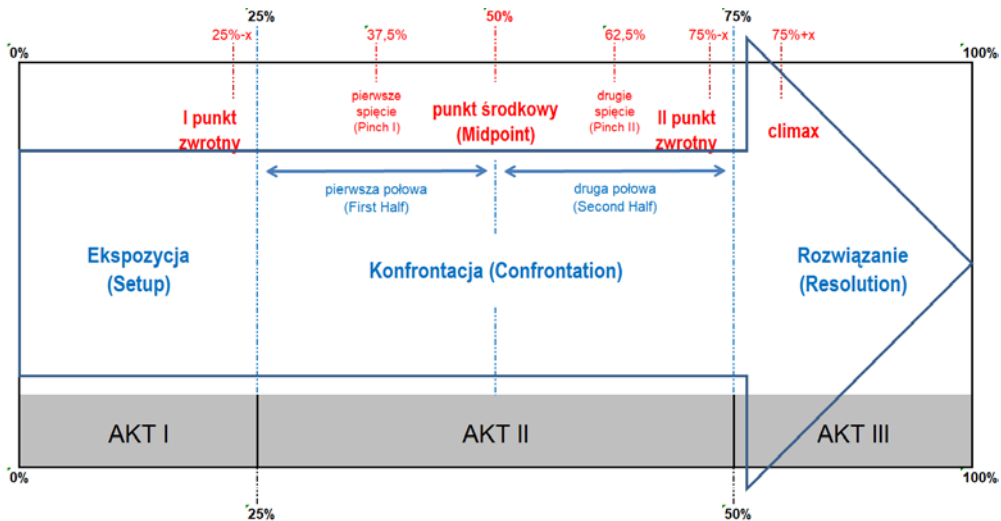 25%
50%
75%
25%-x
37,5%
62,5%
75%-x
75%+x
0%
100%
I punkt
zwrotny
pierwsze
spięcie
(Pinch I)
punkt środkowy
(Midpoint)
drugie
spięcie
(Pinch II)
II punkt
zwrotny
climax
pierwsza połowa
(First Half)
druga połowa
(Second Half)
Ekspozycja
(Setup)
Konfrontacja (Confrontation)
Rozwiązanie
(Resolution)
AKT I
AKT II
AKT III
0%
100%
25%
50%